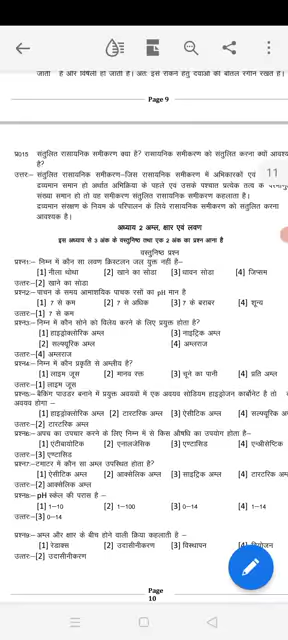 जाती है और विषैली हो जाती है। अतः इसे रोकने हेतु दवाओं की बोतल रंगीन रखते हैं।
Page 9
प्र015 संतुलित रासायनिक समीकरण क्या है? रासायनिक समीकरण को संतुलित करना क्यों
है?
उत्तरः- संतुलित रासायनिक समीकरण-जिस रासायनिक समीकरण में अभिकारको एवं
द्रव्यमान समान हो अर्थात अभिक्रिया के पहले एवं उसके पश्चात प्रत्येक तत्व के
संख्या समान हो तो वह समीकरण संतुलित रासायनिक समीकरण कहलाता है।
द्रव्यमान संरक्षण के नियम के परिपालन के लिये रासायनिक समीकरण को संतुलित करना
आवश्यक है।
11
अध्याय 2 अम्ल, क्षार एवं लवण
इस अध्याय से 3 अंक के वस्तुनिष्ठ तथा एक 2 अंक का प्रश्न आना है
वस्तुनिष्ठ प्रश्न
प्रश्न1:- निम्न में कौन सा लवण क्रिस्टलन जल युक्त नहीं है-
[1] नीला थोथा [2] खाने का सोडा [3] धावन सोडा [4] जिप्सम
उत्तर:-[2] खाने का सोडा
प्रश्न2:-पाचन के समय आमाशयिक पाचक रसों का pH मान है
[1] 7 से कम [2] 7 से अधिक [3] 7 के बराबर [4] शून्य
उत्तर:-[1] 7 से कम
प्रश्न3:-निम्न में कौन सोने को विलेय करने के लिए प्रयुक्त होता है?
[1] हाइड्रोक्लोरिक अम्ल [3] नाइट्रिक अम्ल
[2] सल्फ्यूरिक अम्ल [4] अम्लराज
उत्तर:-[4] अम्लराज
प्रश्न4:- निम्न में कौन प्रकृति से अम्लीय है?
[1] लाइम जूस [2] मानव रक्त [3] चूने का पानी [4] प्रति अम्ल
उत्तर:-[1] लाइम जूस
प्रश्न5:-बेकिंग पाउडर बनाने में प्रयुक्त अवयवों में एक अवयव सोडियम हाइड्रोजन कार्बोनेट है तो
अवयव होगा -
[1] हाइड्रोक्लोरिक अम्ल [2] टारटरिक अम्ल [3] ऐसीटिक अम्ल [4] सल्फ्यूरिक
उत्तर:-[2] टारटरिक अम्ल
प्रश्न6:-अपच का उपचार करने के लिए निम्न में से किस औषधि का उपयोग होता है-
[1] एंटीबायोटिक [2] एनालजेसिक [3] एण्टासिड [4] एन्टीसेप्टिक
उत्तर:-[3] एण्टासिड
प्रश्न7:-टमाटर में कौन सा अम्ल उपस्थित होता है?
[1] ऐसीटिक अम्ल [2] आक्सेलिक अम्ल [3] साइट्रिक अम्ल [4] टारटरिक
उत्तर:-[2] आक्सेलिक अम्ल
प्रश्न8:-pH स्केल की परास है -
[1] 1-10 [2] 1-100 [3] 0-14 [4] 1-14
उत्तर:-[3] 0-14
प्रश्न9:-अम्ल और क्षार के बीच होने वाली क्रिया कहलाती है -
[1] रेडाक्स [2] उदासीनीकरण [3] विस्थापन
उत्तर:-[2] उदासीनीकरण
Page
10